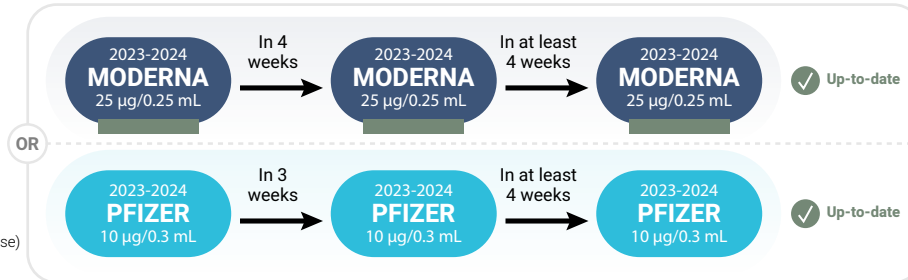 2023-2024
MODERNA
25 µg/0.25 mL
In 4
weeks
2023-2024
MODERNA
25 µg/0.25 mL
In at least
4 weeks
2023-2024
MODERNA
25 µg/0.25 mL
Up-to-date
OR
2023-2024
PFIZER
10 µg/0.3 mL
In 3
weeks
2023-2024
PFIZER
10 µg/0.3 mL
In at least
4 weeks
2023-2024
PFIZER
10 µg/0.3 mL
Up-to-date
se)